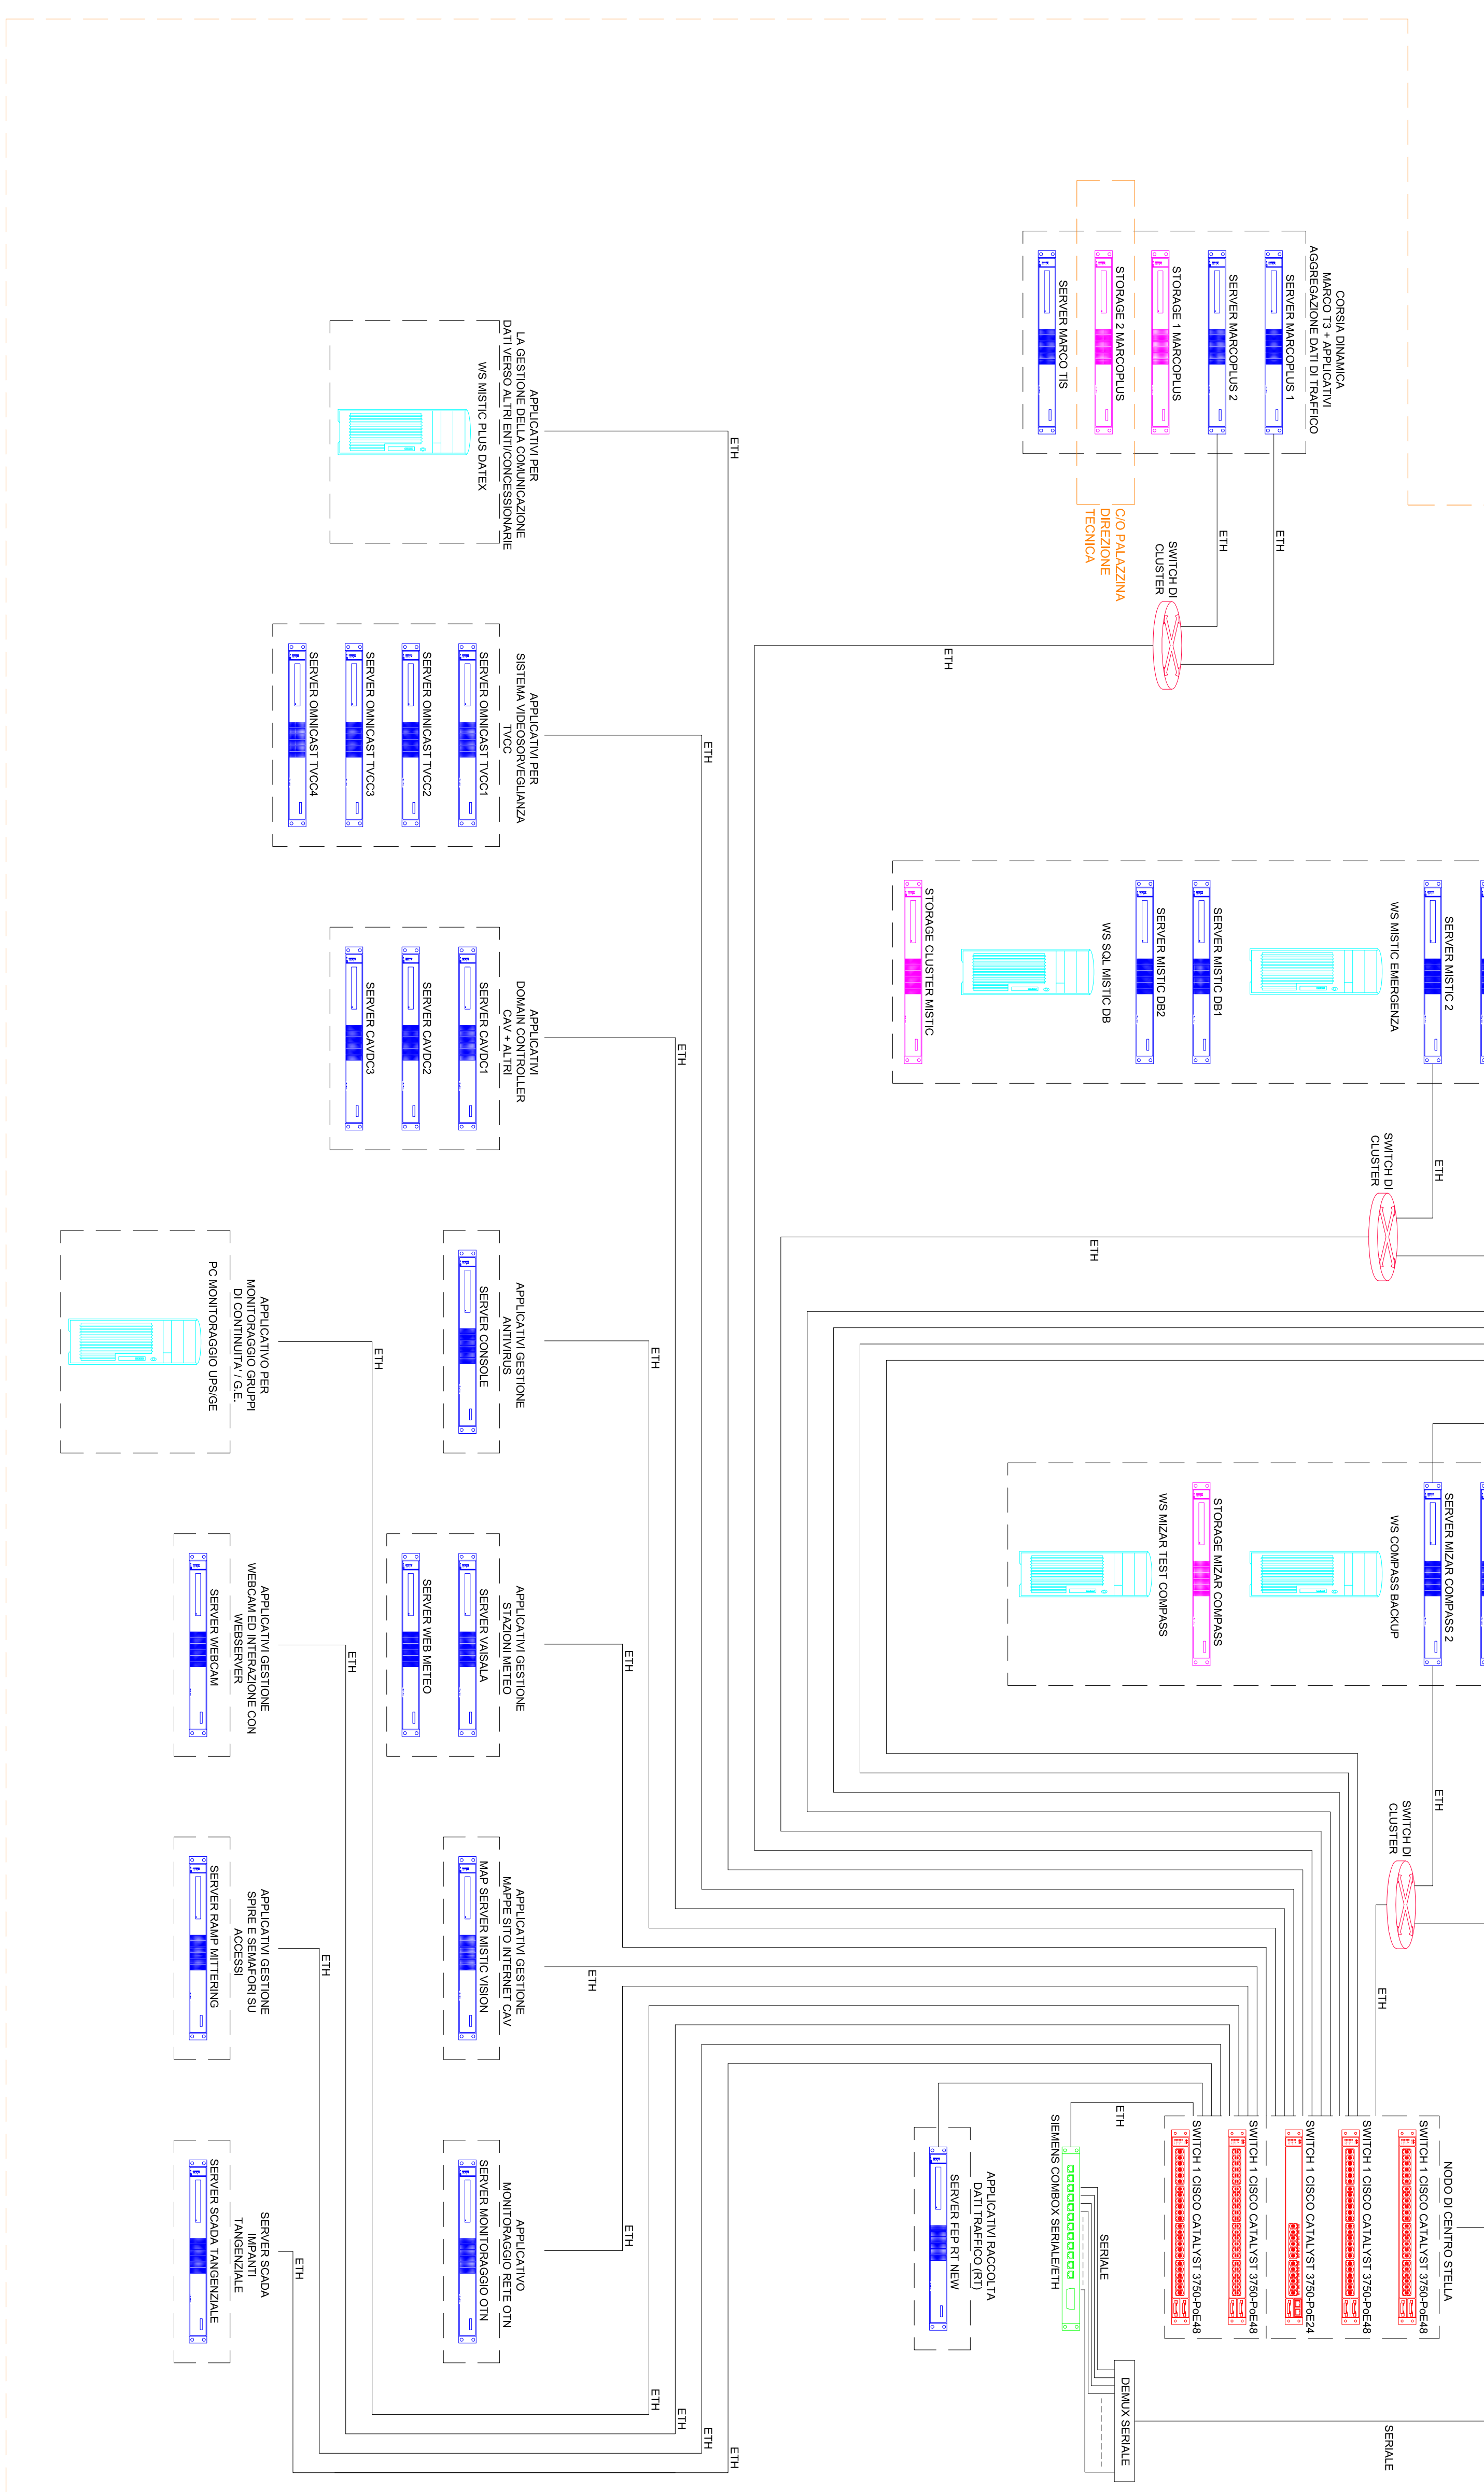 NODO DI CENTRO STELLA
SWITCH 1 CISCO CATALYST 3750-PoE48
SWITCH 1 CISCO CATALYST 3750-PoE48
SWITCH 1 CISCO CATALYST 3750-PoE24
SWITCH 1 CISCO CATALYST 3750-PoE48
SWITCH 1 CISCO CATALYST 3750-PoE48
SERIALE
DEMUX SERIALE
SERIALE
ETH
SIEMENS COMBOX SERIALE/ETH
APPLICATIVI RACCOLTA
DATI TRAFFICO (RT)
SERVER FEP RT NEW
CORSIA DINAMICA
MARCO T3 + APPLICATIVI
AGGREGAZIONE DATI DI TRAFFICO
SERVER MARCOPLUS 1
SERVER MARCOPLUS 2
STORAGE 1 MARCOPLUS
STORAGE 2 MARCOPLUS
SERVER MARCO TIS
C/O PALAZZINA
DIREZIONE
TECNICA
ETH
ETH
SWITCH DI
CLUSTER
ETH
SERVER MISTIC 2
WS MISTIC EMERGENZA
SERVER MISTIC DB1
SERVER MISTIC DB2
WS SQL MISTIC DB
STORAGE CLUSTER MISTIC
ETH
SWITCH DI
CLUSTER
ETH
SERVER MIZAR COMPASS 2
WS COMPASS BACKUP
STORAGE MIZAR COMPASS
WS MIZAR TEST COMPASS
ETH
SWITCH DI
CLUSTER
ETH
ETH
APPLICATIVI PER
LA GESTIONE DELLA COMUNICAZIONE
DATI VERSO ALTRI ENTI/CONCESSIONARIE
WS MISTIC PLUS DATEX
ETH
APPLICATIVI PER
SISTEMA VIDEOSORVEGLIANZA
TVCC
SERVER OMNICAST TVCC1
SERVER OMNICAST TVCC2
SERVER OMNICAST TVCC3
SERVER OMNICAST TVCC4
ETH
APPLICATIVI
DOMAIN CONTROLLER
CAV + ALTRI
SERVER CAVDC1
SERVER CAVDC2
SERVER CAVDC3
ETH
APPLICATIVI GESTIONE
ANTIVIRUS
SERVER CONSOLE
ETH
APPLICATIVI GESTIONE
STAZIONI METEO
SERVER VAISALA
SERVER WEB METEO
ETH
APPLICATIVI GESTIONE
MAPPE SITO INTERNET CAV
MAP SERVER MISTIC VISION
ETH
APPLICATIVO
MONITORAGGIO RETE OTN
SERVER MONITORAGGIO OTN
ETH
APPLICATIVO PER
MONITORAGGIO GRUPPI
DI CONTINUITA' / G.E.
PC MONITORAGGIO UPS/GE
ETH
APPLICATIVI GESTIONE
WEBCAM ED INTERAZIONE CON
WEBSERVER
SERVER WEBCAM
ETH
APPLICATIVI GESTIONE
SPIRE E SEMAFORI SU
ACCESSI
SERVER RAMP MITTERING
ETH
SERVER SCADA
IMPANTI
TANGENZIALE
SERVER SCADA TANGENZIALE
ETH
ETH
ETH
ETH